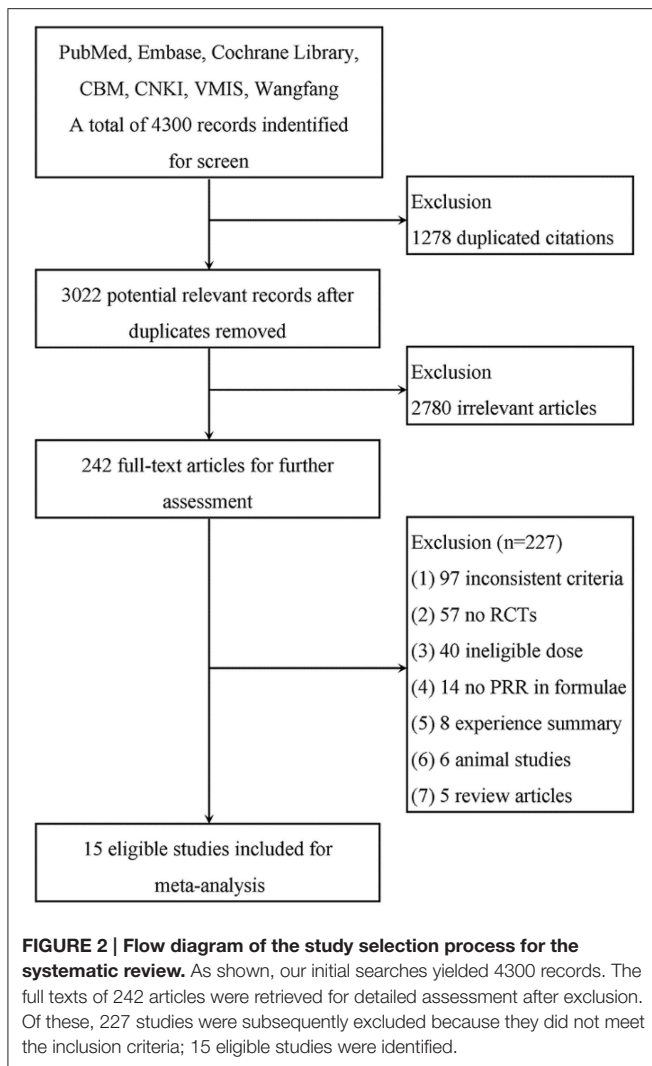 PubMed, Embase, Cochrane Library,
CBM, CNKI, VMIS, Wangfang
A total of 4300 records indentified
for screen
Exclusion
1278 duplicated citations
3022 potential relevant records after
duplicates removed
Exclusion
2780 irrelevant articles
242 full-text articles for further
assessment
Exclusion (n=227)
(1) 97 inconsistent criteria
(2) 57 no RCTs
(3) 40 ineligible dose
(4) 14 no PRR in formulae
(5) 8 experience summary
(6) 6 animal studies
(7) 5 review articles
15 eligible studies included for
meta-analysis
FIGURE 2 | Flow diagram of the study selection process for the
systematic review. As shown, our initial searches yielded 4300 records. The
full texts of 242 articles were retrieved for detailed assessment after exclusion.
Of these, 227 studies were subsequently excluded because they did not meet
the inclusion criteria; 15 eligible studies were identified.